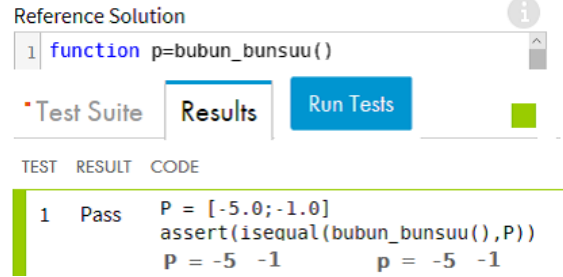 Reference Solution
i
1 function p=bubun_bunsuu()
Test Suite Results Run Tests
TEST RESULT CODE
1 Pass P = [-5.0;-1.0]
assert(isequal(bubun_bunsuu(),P))
P = -5 -1 p = -5 -1